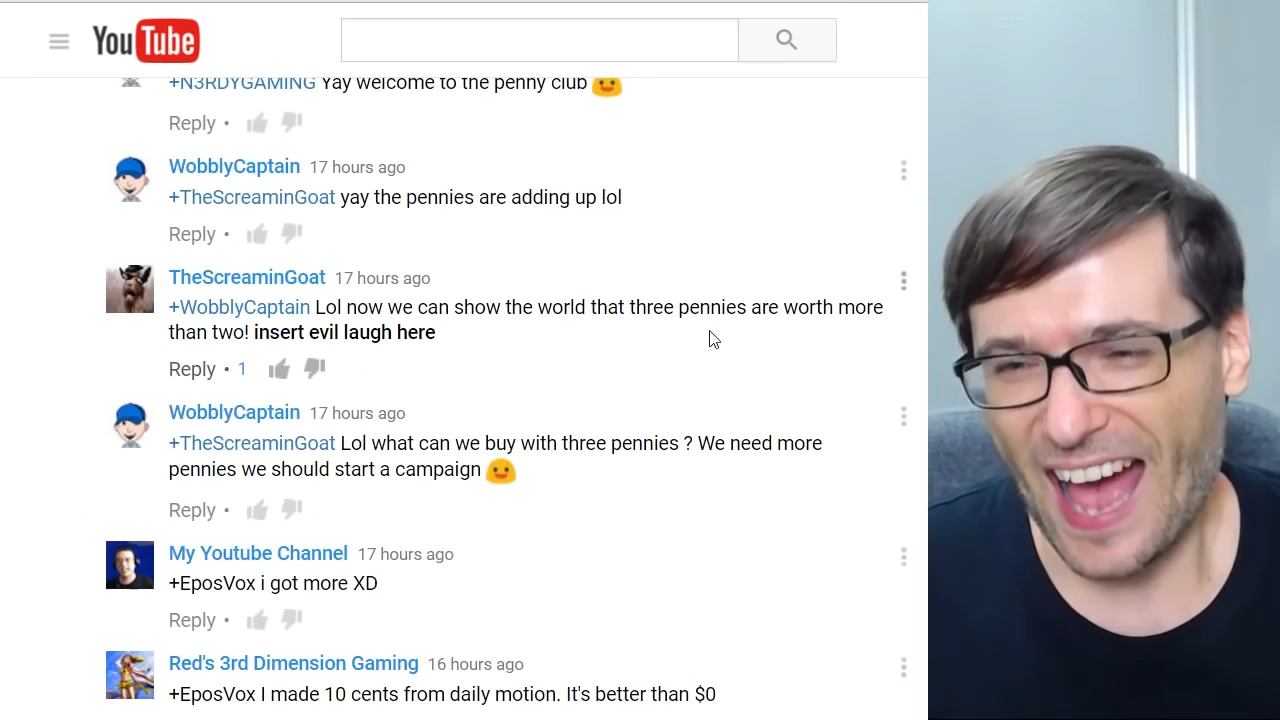 YouTube
+N3RDYGAMING Yay welcome to the penny club
Reply •
WobblyCaptain 17 hours ago
+TheScreaminGoat yay the pennies are adding up lol
Reply •
TheScreaminGoat 17 hours ago
+WobblyCaptain Lol now we can show the world that three pennies are worth more
than two! insert evil laugh here
Reply • 1
WobblyCaptain 17 hours ago
+TheScreaminGoat Lol what can we buy with three pennies ? We need more
pennies we should start a campaign
Reply •
My Youtube Channel 17 hours ago
+EposVox i got more XD
Reply •
Red's 3rd Dimension Gaming 16 hours ago
+EposVox I made 10 cents from daily motion. It's better than $0